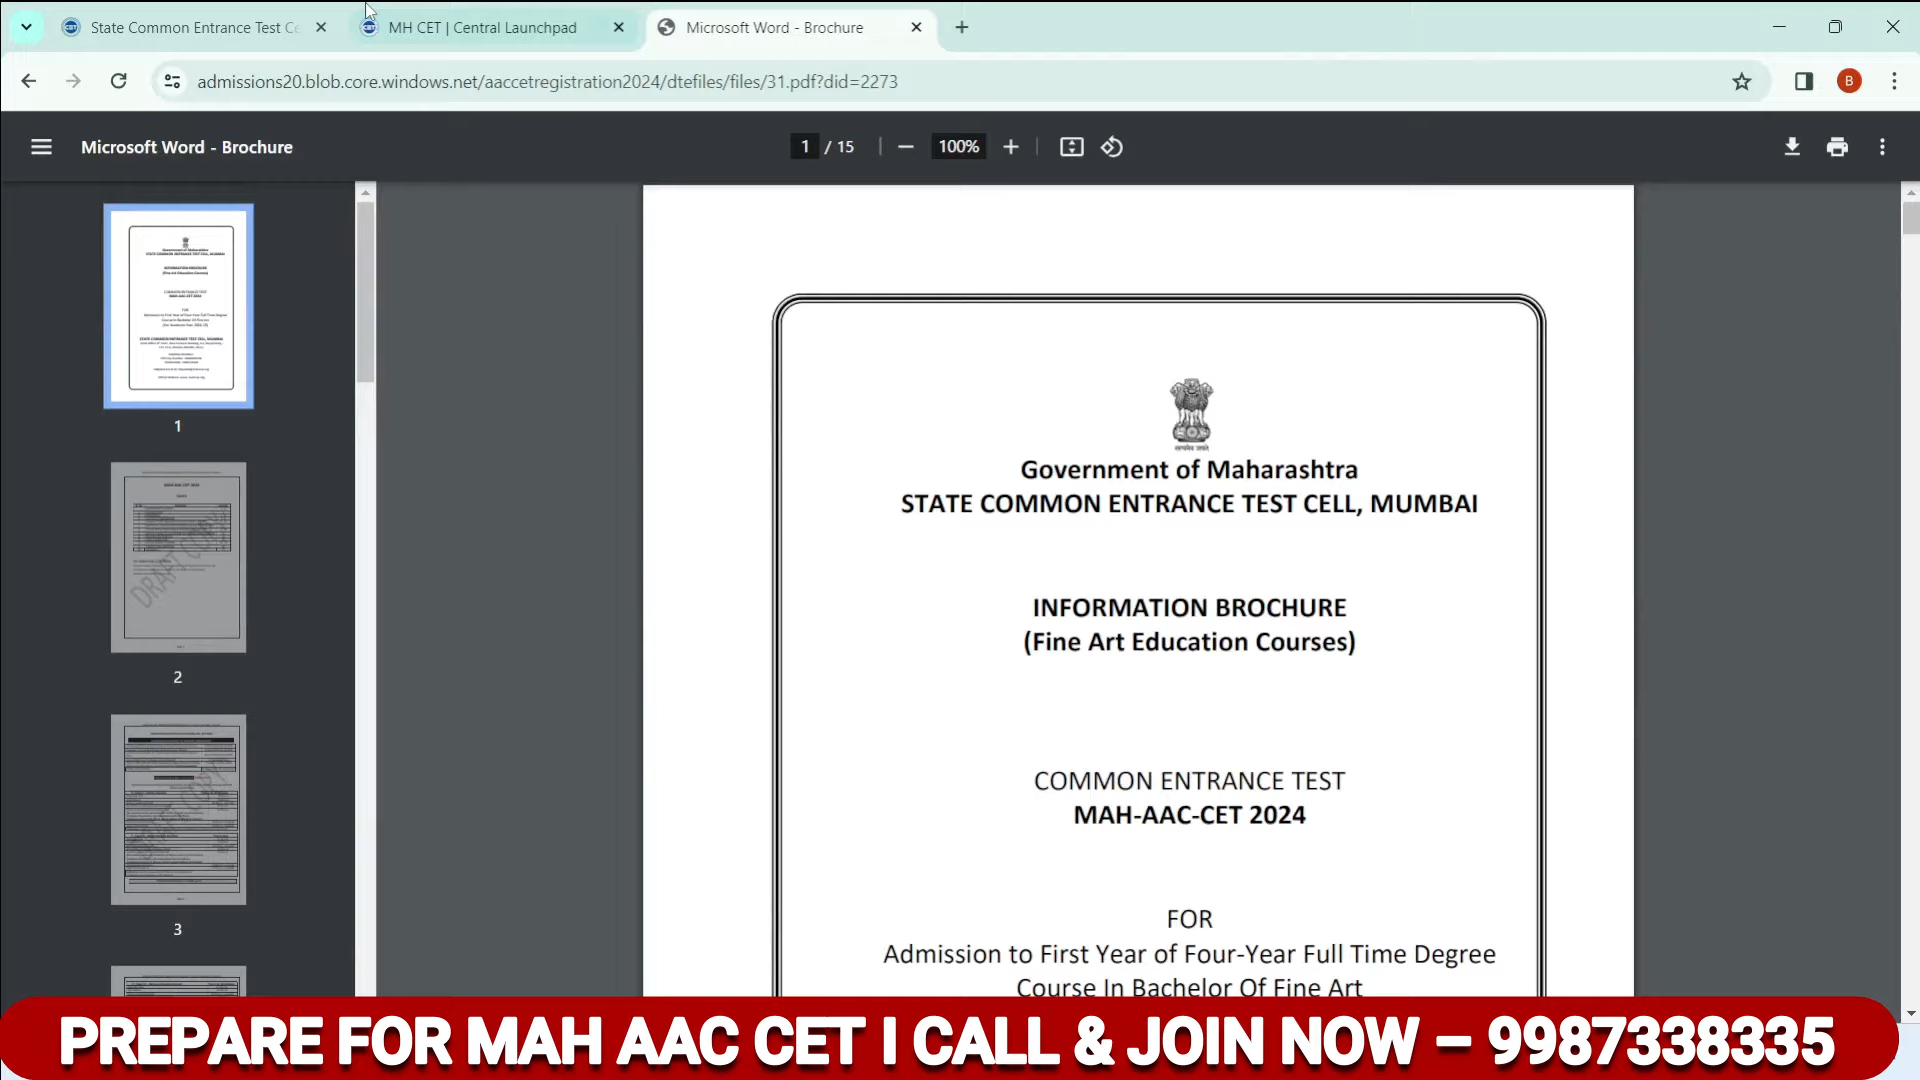 State Common Entrance Test Ce
MH CET | Central Launchpad
Microsoft Word - Brochure
admissions20.blob.core.windows.net/aaccetregistration2024/dtefiles/files/31.pdf?did=2273
B
Microsoft Word - Brochure
1 / 15
100%
1
2
3
Government of Maharashtra
STATE COMMON ENTRANCE TEST CELL, MUMBAI
INFORMATION BROCHURE
(Fine Art Education Courses)
COMMON ENTRANCE TEST
MAH-AAC-CET 2024
FOR
Admission to First Year of Four-Year Full Time Degree
Course In Bachelor Of Fine Art
PREPARE FOR MAH AAC CET I CALL & JOIN NOW – 9987338335